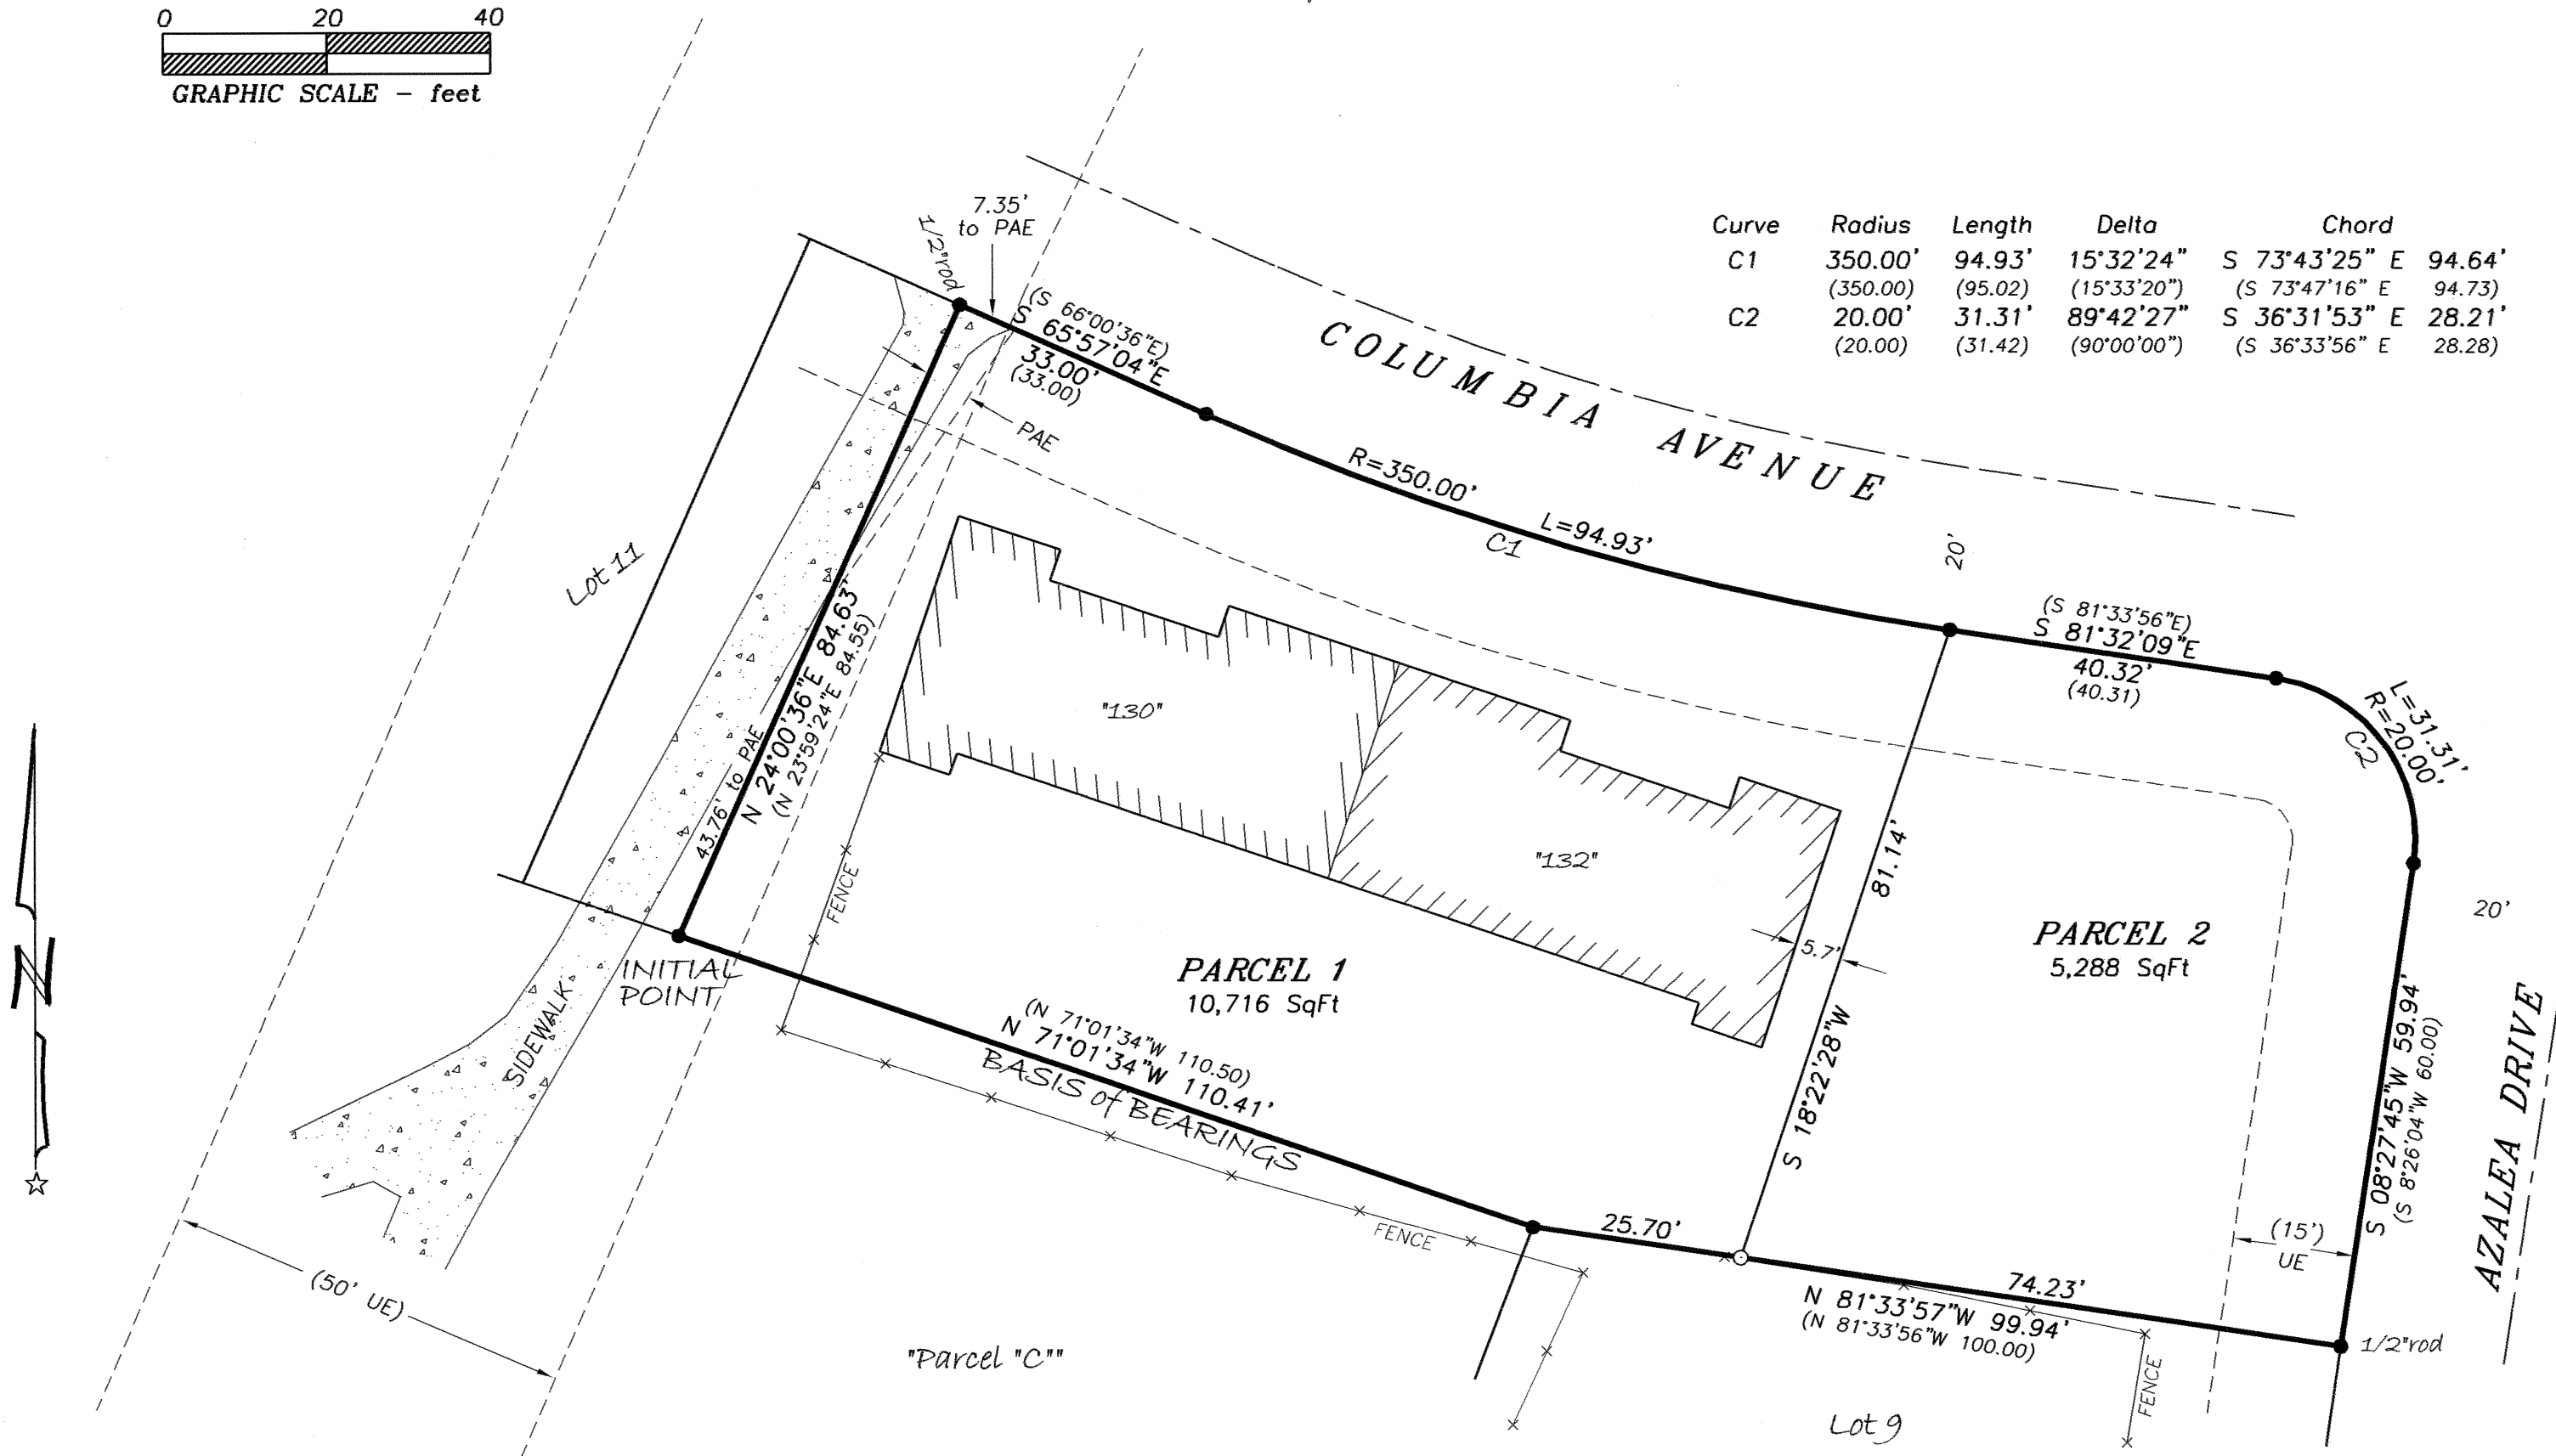 0 20 40
GRAPHIC SCALE - feet
7.35'
to PAE
1/2"rod
Curve Radius Length Delta Chord
C1 350.00' 94.93' 15°32'24" S 73°43'25" E 94.64'
(350.00) (95.02) (15°33'20") (S 73°47'16" E 94.73)
C2 20.00' 31.31' 89°42'27" S 36°31'53" E 28.21'
(20.00) (31.42) (90°00'00") (S 36°33'56" E 28.28)
(S 66°00'36"E)
S 65°57'04"E
33.00'
(33.00)
COLUMBIA AVENUE
PAE
R=350.00'
L=94.93'
C1
20'
Lot 11
(S 81°33'56"E)
S 81°32'09"E
40.32'
(40.31)
L=31.31'
R=20.00'
C2
43.76' to PAE
N 24°00'36"E 84.63'
(N 23°59'24"E 84.55)
"130"
"132"
81.14'
S 18°22'28"W
FENCE
5.7'
PARCEL 2
5,288 SqFt
20'
PARCEL 1
10,716 SqFt
INITIAL
POINT
SIDEWALK
(N 71°01'34"W 110.50)
N 71°01'34"W 110.41'
BASIS of BEARINGS
S 08°27'45"W 59.94'
(S 8°26'04"W 60.00)
AZALEA DRIVE
FENCE
25.70'
(15')
UE
74.23'
N 81°33'57"W 99.94'
(N 81°33'56"W 100.00)
1/2"rod
(50' UE)
"Parcel "C""
FENCE
Lot 9
N